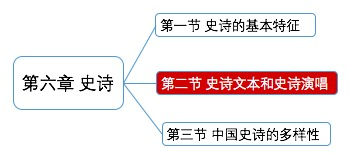 第六章 史诗
第一节 史诗的基本特征
第二节 史诗文本和史诗演唱
第三节 中国史诗的多样性